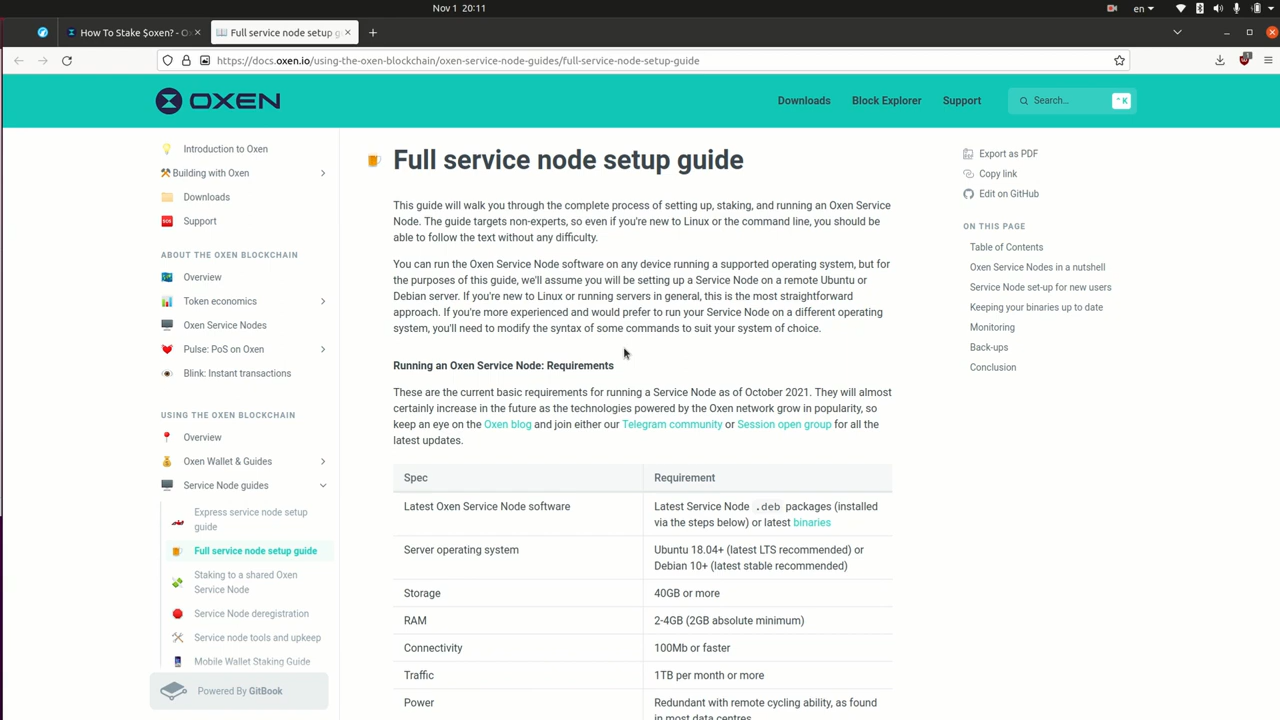 Nov 1 20:11
en
How To Stake $oxen? - Ox
Full service node setup g
https://docs.oxen.io/using-the-oxen-blockchain/oxen-service-node-guides/full-service-node-setup-guide
OXEN
Downloads
Block Explorer
Support
Search...
⌃ K
Introduction to Oxen
Building with Oxen
Downloads
Support
ABOUT THE OXEN BLOCKCHAIN
Overview
Token economics
Oxen Service Nodes
Pulse: PoS on Oxen
Blink: Instant transactions
USING THE OXEN BLOCKCHAIN
Overview
Oxen Wallet & Guides
Service Node guides
Express service node setup
guide
Full service node setup guide
Staking to a shared Oxen
Service Node
Service Node deregistration
Service node tools and upkeep
Mobile Wallet Staking Guide
Powered By GitBook
Full service node setup guide
This guide will walk you through the complete process of setting up, staking, and running an Oxen Service
Node. The guide targets non-experts, so even if you're new to Linux or the command line, you should be
able to follow the text without any difficulty.
You can run the Oxen Service Node software on any device running a supported operating system, but for
the purposes of this guide, we'll assume you will be setting up a Service Node on a remote Ubuntu or
Debian server. If you're new to Linux or running servers in general, this is the most straightforward
approach. If you're more experienced and would prefer to run your Service Node on a different operating
system, you'll need to modify the syntax of some commands to suit your system of choice.
Running an Oxen Service Node: Requirements
These are the current basic requirements for running a Service Node as of October 2021. They will almost
certainly increase in the future as the technologies powered by the Oxen network grow in popularity, so
keep an eye on the Oxen blog and join either our Telegram community or Session open group for all the
latest updates.
Spec
Requirement
Latest Oxen Service Node software
Latest Service Node .deb packages (installed
via the steps below) or latest binaries
Server operating system
Ubuntu 18.04+ (latest LTS recommended) or
Debian 10+ (latest stable recommended)
Storage
40GB or more
RAM
2-4GB (2GB absolute minimum)
Connectivity
100Mb or faster
Traffic
1TB per month or more
Power
Redundant with remote cycling ability, as found
in most data centres
Export as PDF
Copy link
Edit on GitHub
ON THIS PAGE
Table of Contents
Oxen Service Nodes in a nutshell
Service Node set-up for new users
Keeping your binaries up to date
Monitoring
Back-ups
Conclusion